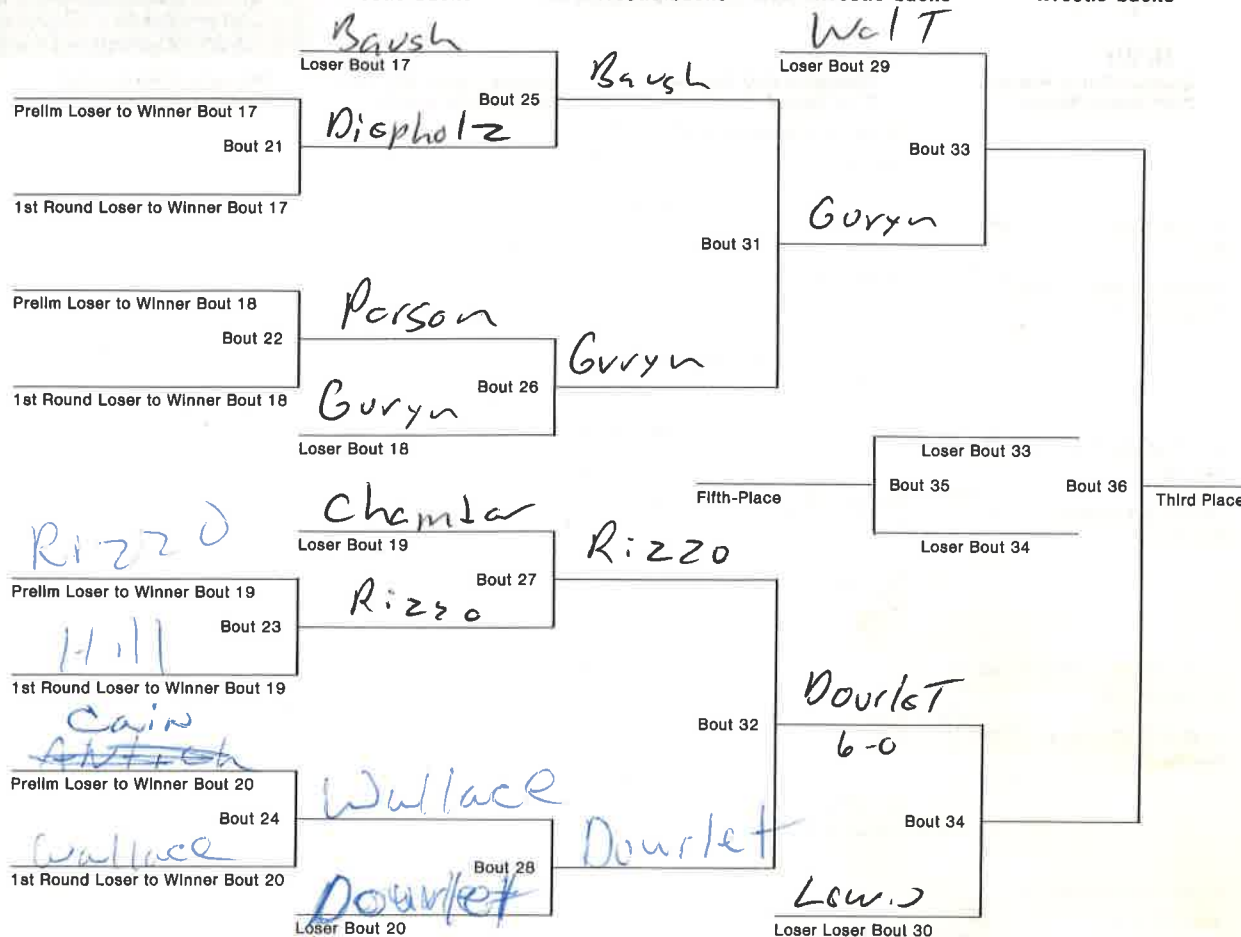 Baush
Loser Bout 17
Prelim Loser to Winner Bout 17
Bout 21
1st Round Loser to Winner Bout 17
Diepholz
Bout 25
Baush
Prelim Loser to Winner Bout 18
Bout 22
1st Round Loser to Winner Bout 18
Parson
Bout 26
Guryn
Loser Bout 18
Guryn
Bout 31
Walt
Loser Bout 29
Bout 33
Guryn
Rizzo
Prelim Loser to Winner Bout 19
Hill
Bout 23
1st Round Loser to Winner Bout 19
Loser Bout 19
Bout 27
Rizzo
Rizzo
Cain
Prelim Loser to Winner Bout 20
Bout 24
Wallace
1st Round Loser to Winner Bout 20
Wallace
Bout 28
Dourlet
Loser Bout 20
Dourlet
Bout 32
DourleT
6-0
Bout 34
Lewis
Loser Loser Bout 30
Fifth-Place
Loser Bout 33
Bout 35
Loser Bout 34
Bout 36
Third Place